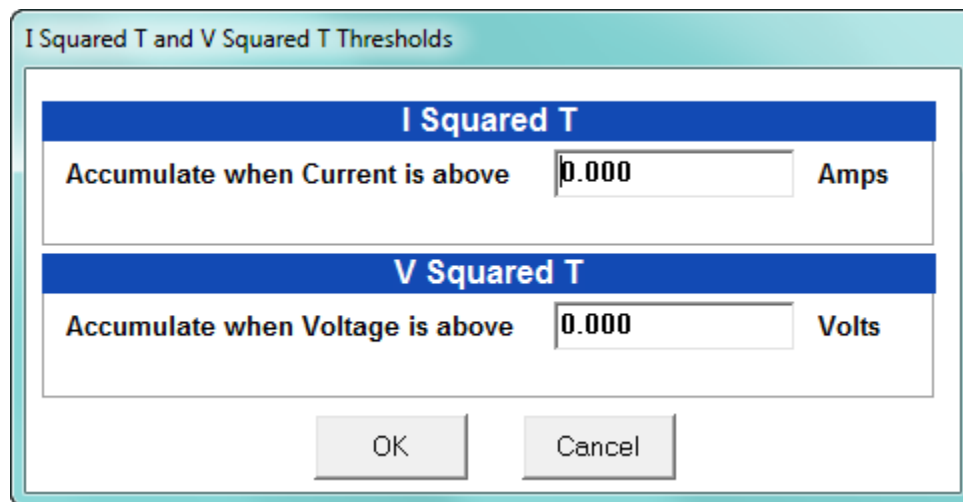 I Squared T and V Squared T Thresholds
I Squared T
Accumulate when Current is above 0.000 Amps
V Squared T
Accumulate when Voltage is above 0.000 Volts
OK Cancel